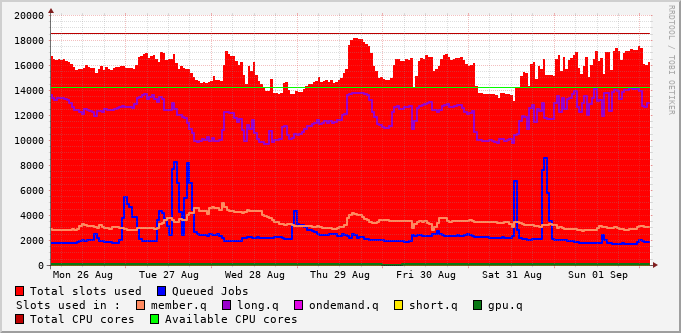 20000
18000
16000
14000
12000
10000
8000
6000
4000
2000
0
Mon 26 Aug Tue 27 Aug Wed 28 Aug Thu 29 Aug Fri 30 Aug Sat 31 Aug Sun 01 Sep
RRDTOOL / TOBI OETIKER
Total slots used Queued Jobs
Slots used in : member.q long.q ondemand.q short.q gpu.q
Total CPU cores Available CPU cores